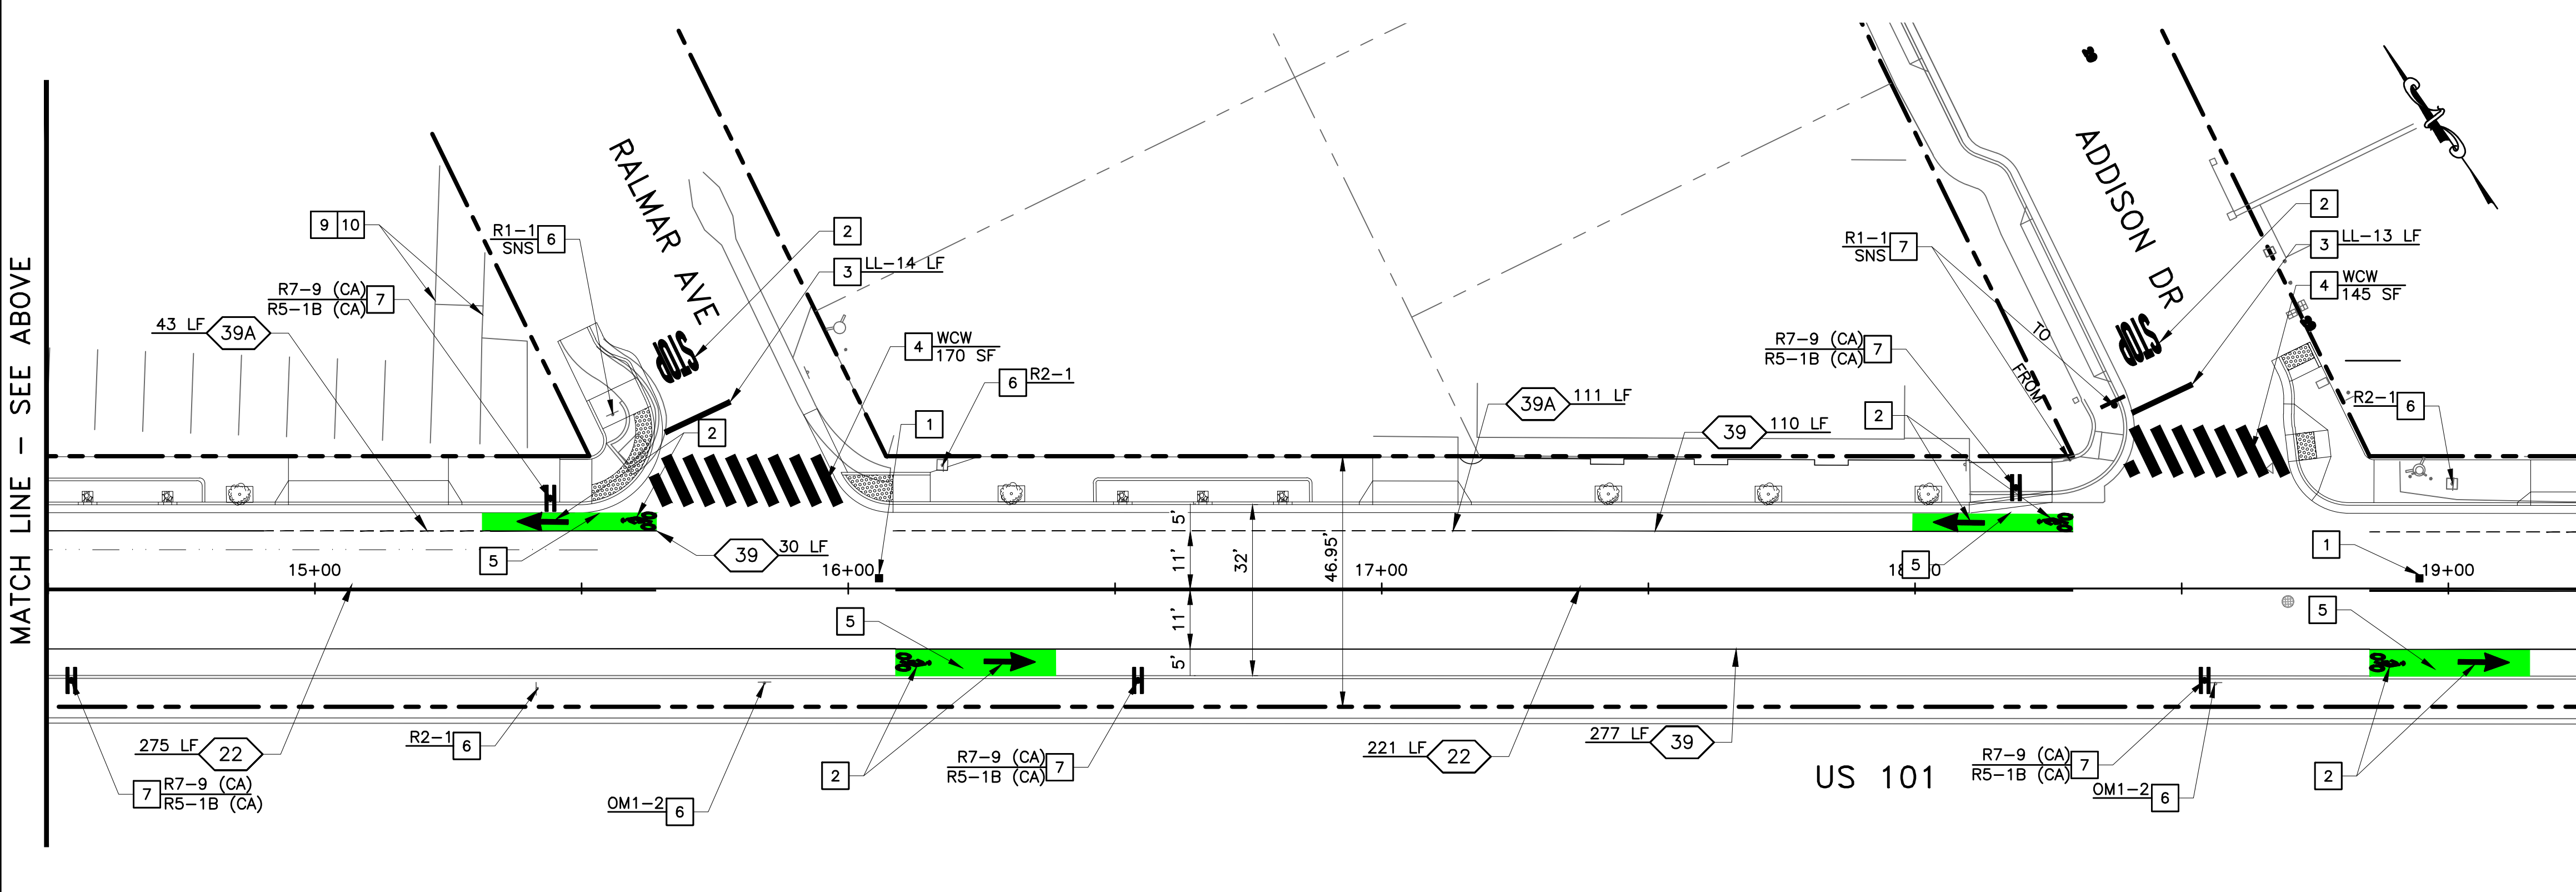 MATCH LINE - SEE ABOVE
RALMAR AVE
ADDISON DR
9 10
R1-1
SNS
6
R7-9 (CA)
R5-1B (CA)
7
43 LF
39A
2
STOP
3
LL-14 LF
4
WCW
170 SF
6
R2-1
1
2
5
39
30 LF
15+00
16+00
17+00
19+00
5'
11'
32'
46.95'
11'
5'
39A
111 LF
39
110 LF
R1-1
SNS
7
TO
FROM
R7-9 (CA)
R5-1B (CA)
7
2
5
STOP
2
3
LL-13 LF
4
WCW
145 SF
R2-1
6
1
5
5
275 LF
22
7
R7-9 (CA)
R5-1B (CA)
R2-1
6
OM1-2
6
2
R7-9 (CA)
R5-1B (CA)
7
221 LF
22
277 LF
39
US 101
R7-9 (CA)
R5-1B (CA)
7
OM1-2
6
2